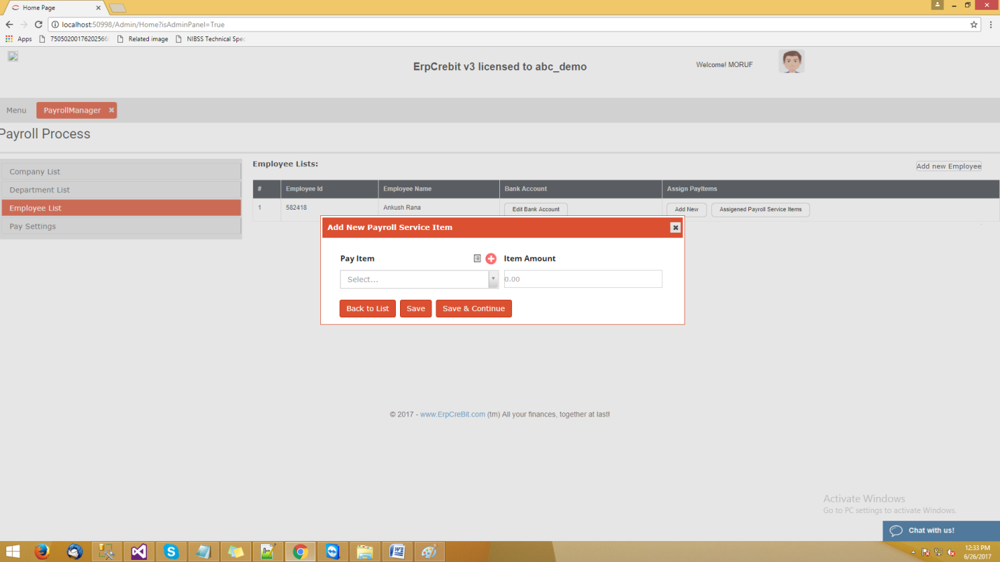 Home Page
localhost:50998/Admin/Home?isAdminPanel=True
Apps Related image NIBSS Technical Spec
ErpCrebit v3 licensed to abc_demo
Welcome! MORUF
Menu PayrollManager
Payroll Process
Company List
Department List
Employee List
Pay Settings
Employee Lists:
Add new Employee
# Employee Id Employee Name Bank Account Assign PayItems
1 582418 Ankush Rana Edit Bank Account Add New Assigened Payroll Service Items
Add New Payroll Service Item
Pay Item Item Amount
Select... 0.00
Back to List Save Save & Continue
© 2017 - www.ErpCreBit.com (tm) All your finances, together at last!
Activate Windows
Go to PC settings to activate Windows.
Chat with us!
12:33 PM
6/26/2017